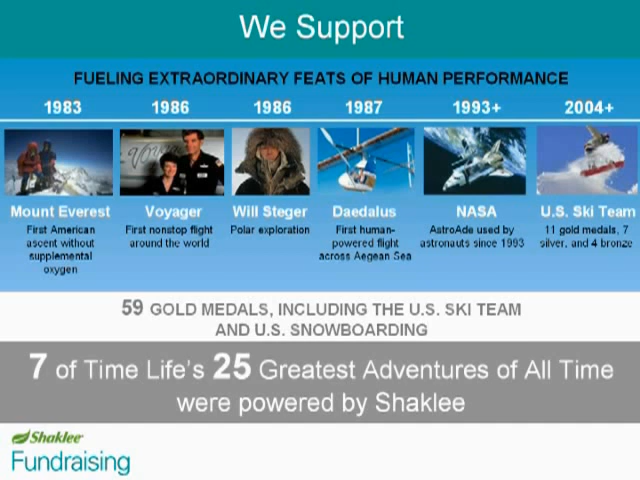 We Support
FUELING EXTRAORDINARY FEATS OF HUMAN PERFORMANCE
1983
1986
1986
1987
1993+
2004+
Mount Everest
Voyager
Will Steger
Daedalus
NASA
U.S. Ski Team
First American
ascent without
supplemental
oxygen
First nonstop flight
around the world
Polar exploration
First human-
powered flight
across Aegean Sea
AstroAde used by
astronauts since 1993
11 gold medals, 7
silver, and 4 bronze
59 GOLD MEDALS, INCLUDING THE U.S. SKI TEAM
AND U.S. SNOWBOARDING
7 of Time Life's 25 Greatest Adventures of All Time
were powered by Shaklee
Shaklee
Fundraising